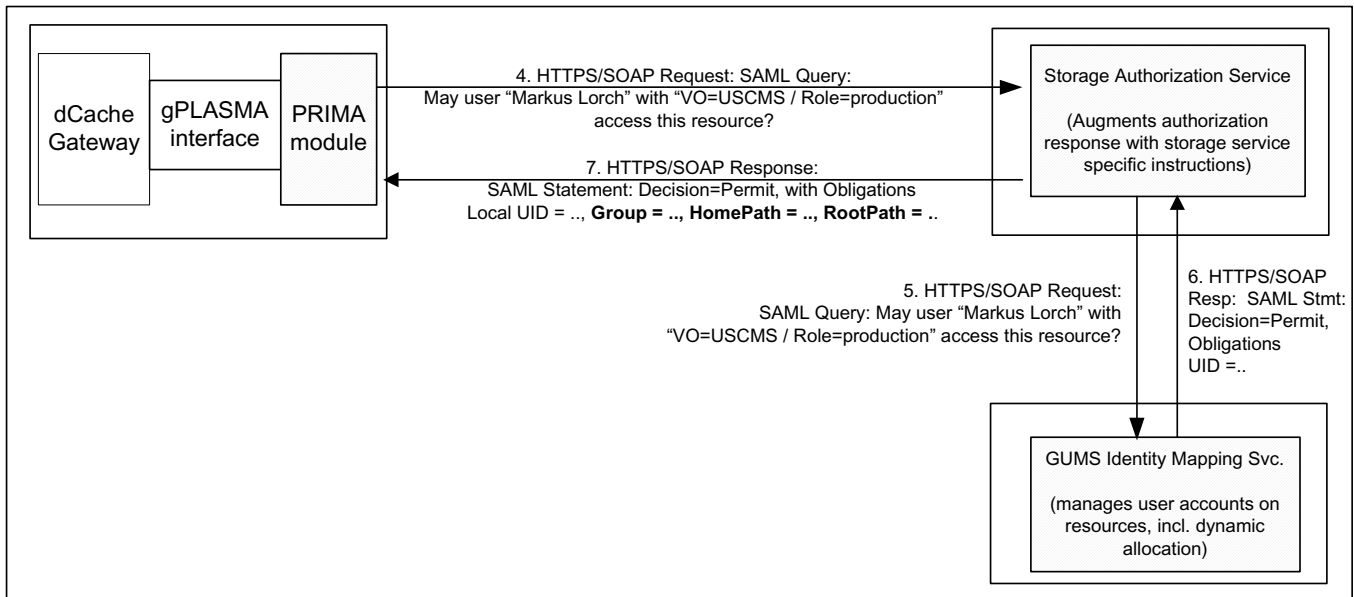 dCache
Gateway
gPLASMA
interface
PRIMA
module
4. HTTPS/SOAP Request: SAML Query:
May user “Markus Lorch” with “VO=USCMS / Role=production”
access this resource?
7. HTTPS/SOAP Response:
SAML Statement: Decision=Permit, with Obligations
Local UID = .., Group = .., HomePath = .., RootPath = ..
Storage Authorization Service
(Augments authorization
response with storage service
specific instructions)
5. HTTPS/SOAP Request:
SAML Query: May user “Markus Lorch” with
“VO=USCMS / Role=production” access this resource?
6. HTTPS/SOAP
Resp: SAML Stmt:
Decision=Permit,
Obligations
UID =..
GUMS Identity Mapping Svc.
(manages user accounts on
resources, incl. dynamic
allocation)